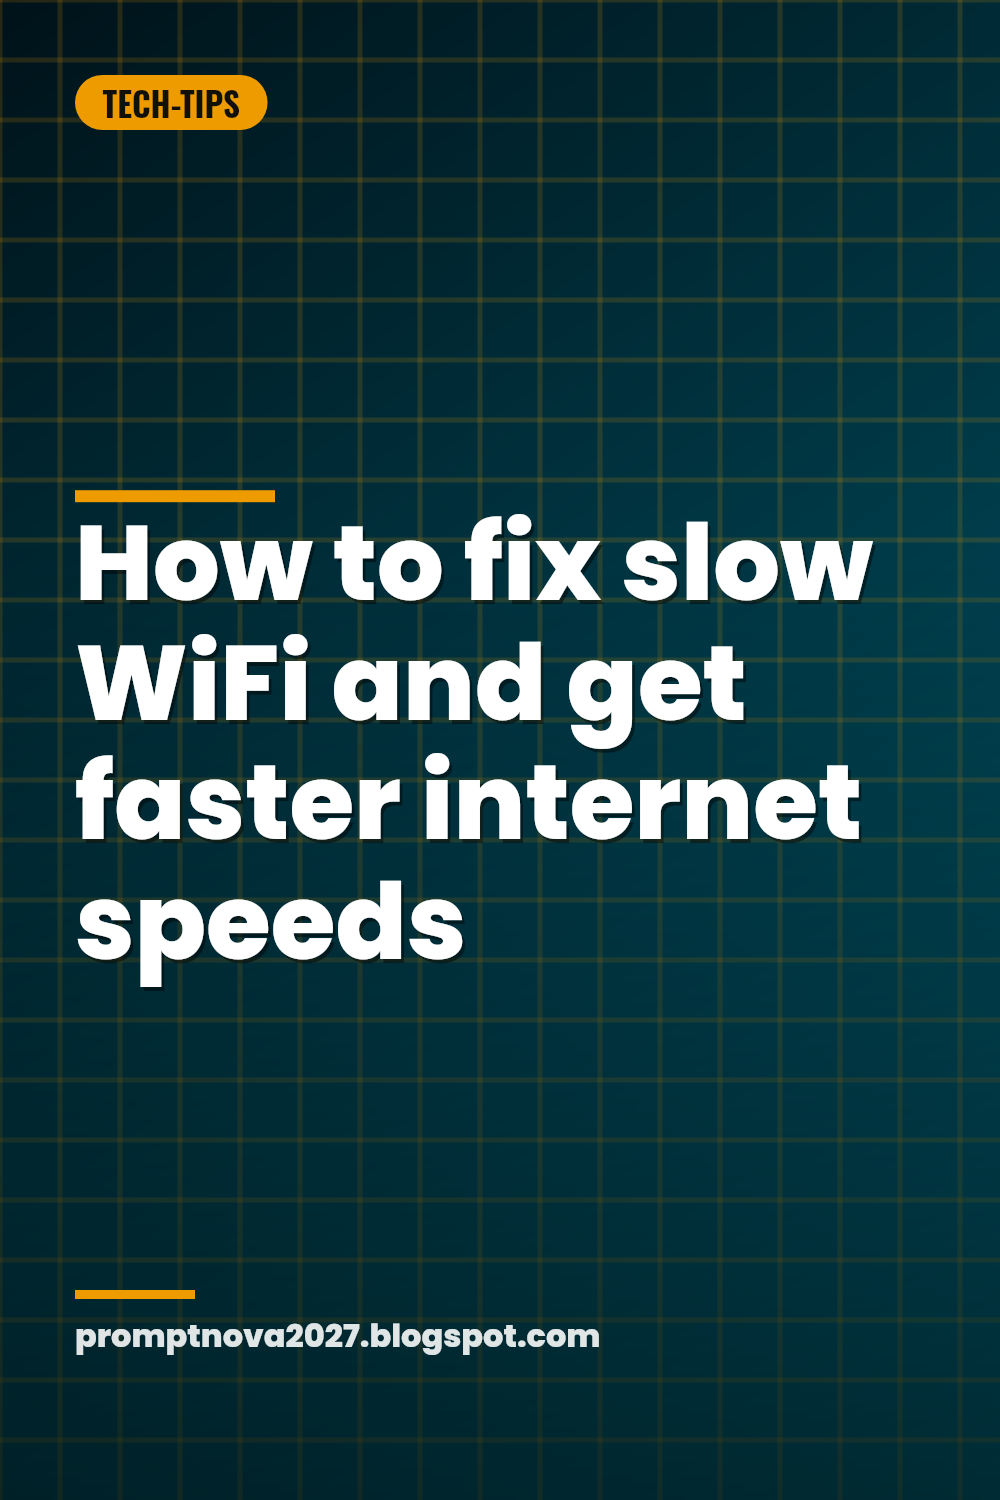 TECH-TIPS
How to fix slow
WiFi and get
faster internet
speeds
promptnova2027.blogspot.com